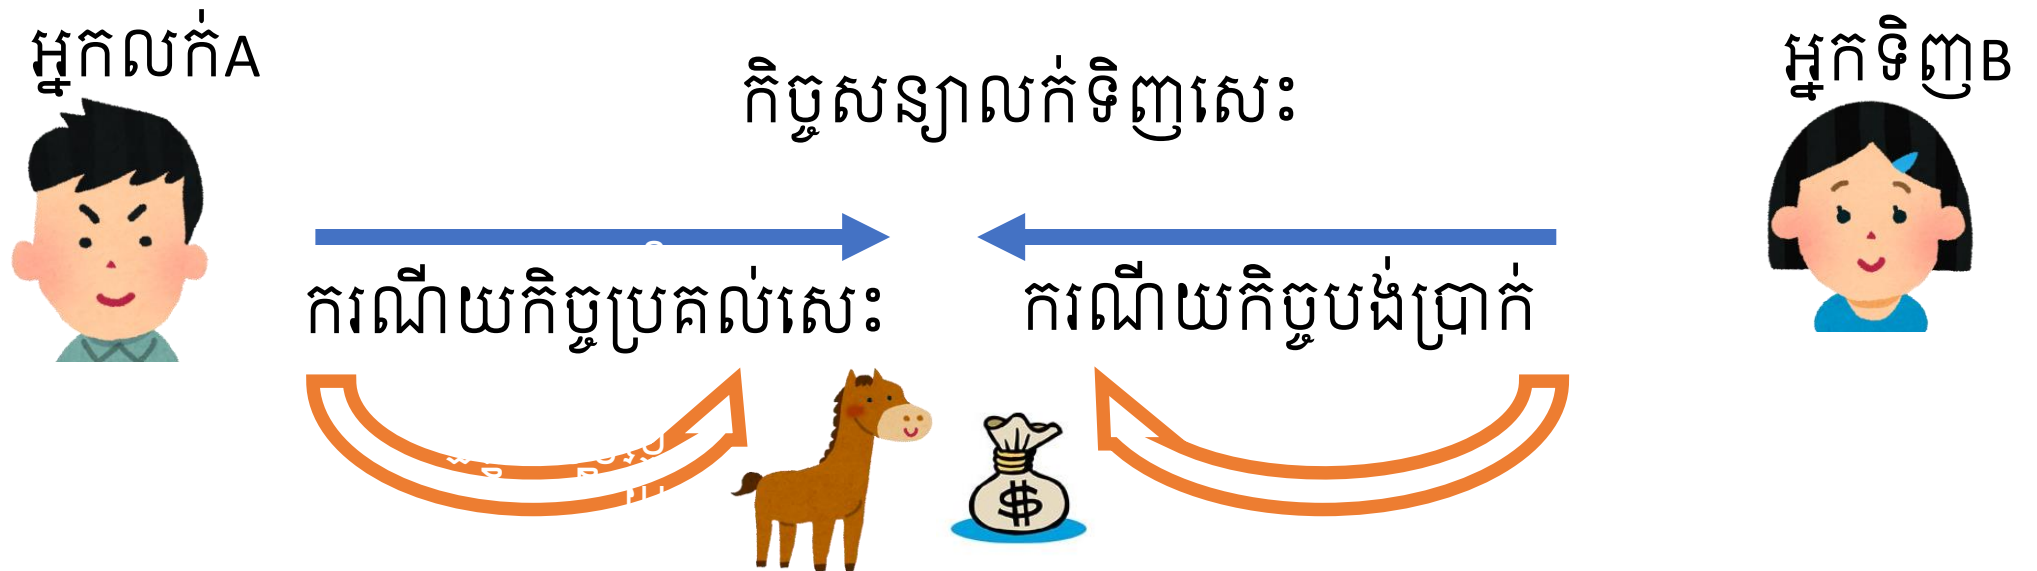 អ្នកលក់A
អ្នកទិញB
កិច្ចសន្យាលក់ទិញសេះ
ករណីយកិច្ចប្រគល់សេះ
ករណីយកិច្ចបង់ប្រាក់
$